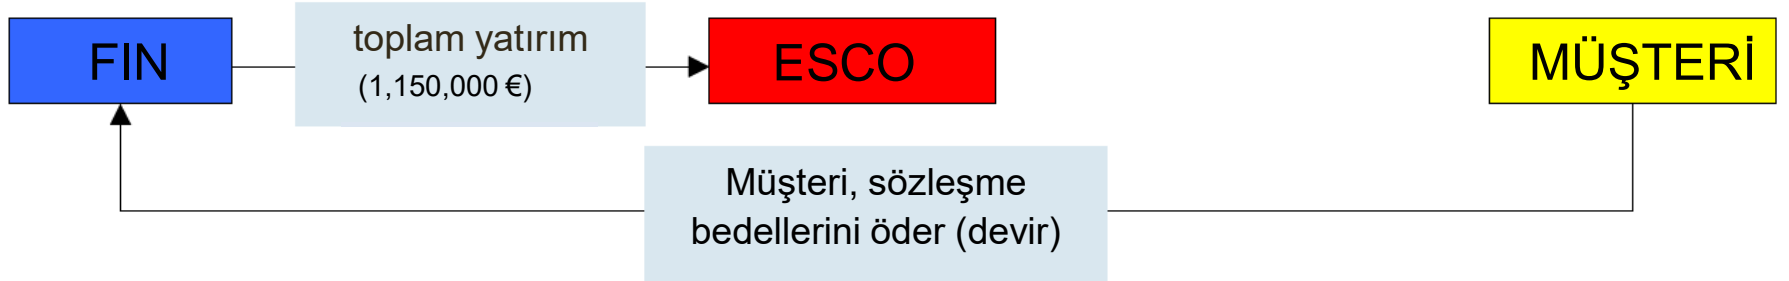 FIN
toplam yatırım
(1,150,000 €)
ESCO
MÜŞTERİ
Müşteri, sözleşme
bedellerini öder (devir)